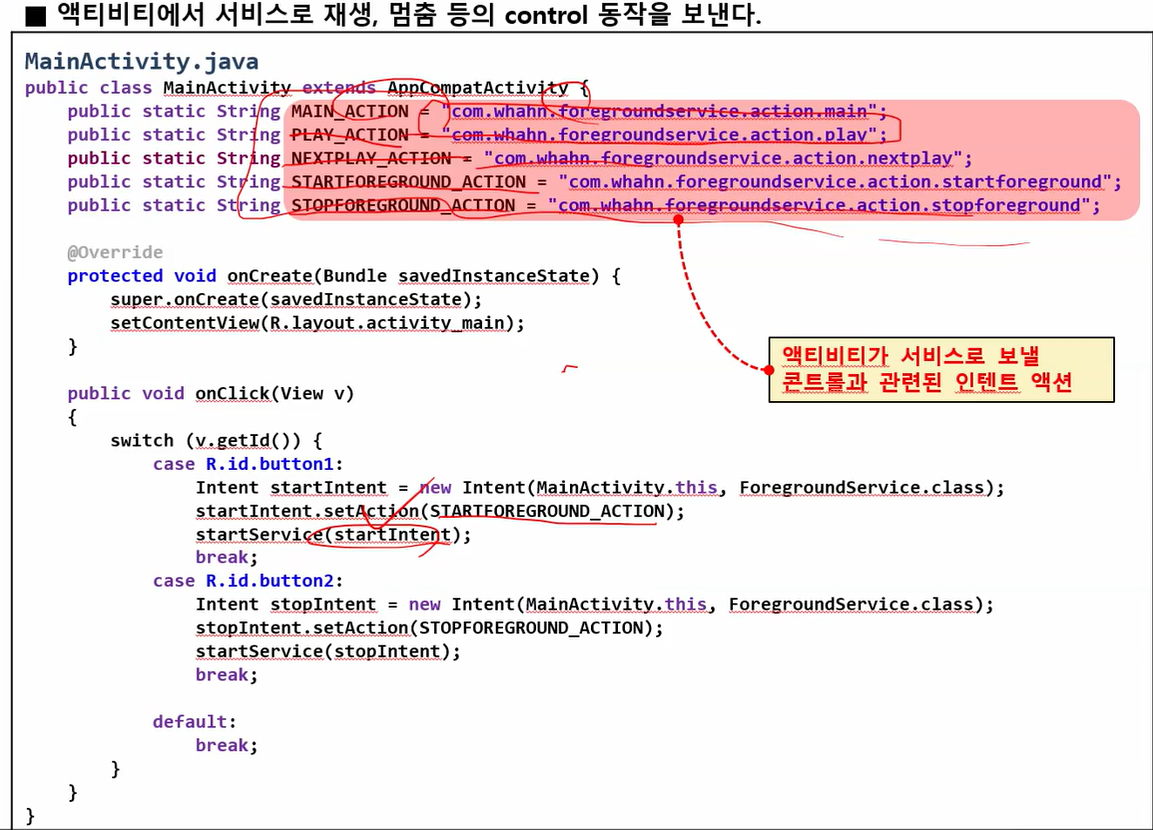 ■ 액티비티에서 서비스로 재생, 멈춤 등의 control 동작을 보낸다.
MainActivity.java
public class MainActivity extends AppCompatActivity {
public static String MAIN_ACTION = "com.whahn.foregroundservice.action.main";
public static String PLAY_ACTION = "com.whahn.foregroundservice.action.play";
public static String NEXTPLAY_ACTION = "com.whahn.foregroundservice.action.nextplay";
public static String STARTFOREGROUND_ACTION = "com.whahn.foregroundservice.action.startforeground";
public static String STOPFOREGROUND_ACTION = "com.whahn.foregroundservice.action.stopforeground";
@Override
protected void onCreate(Bundle savedInstanceState) {
super.onCreate(savedInstanceState);
setContentView(R.layout.activity_main);
}
액티비티가 서비스로 보낼
콘트롤과 관련된 인텐트 액션
public void onClick(View v)
{
switch (v.getId()) {
case R.id.button1:
Intent startIntent = new Intent(MainActivity.this, ForegroundService.class);
startIntent.setAction(STARTFOREGROUND_ACTION);
startService(startIntent);
break;
case R.id.button2:
Intent stopIntent = new Intent(MainActivity.this, ForegroundService.class);
stopIntent.setAction(STOPFOREGROUND_ACTION);
startService(stopIntent);
break;
default:
break;
}
}
}